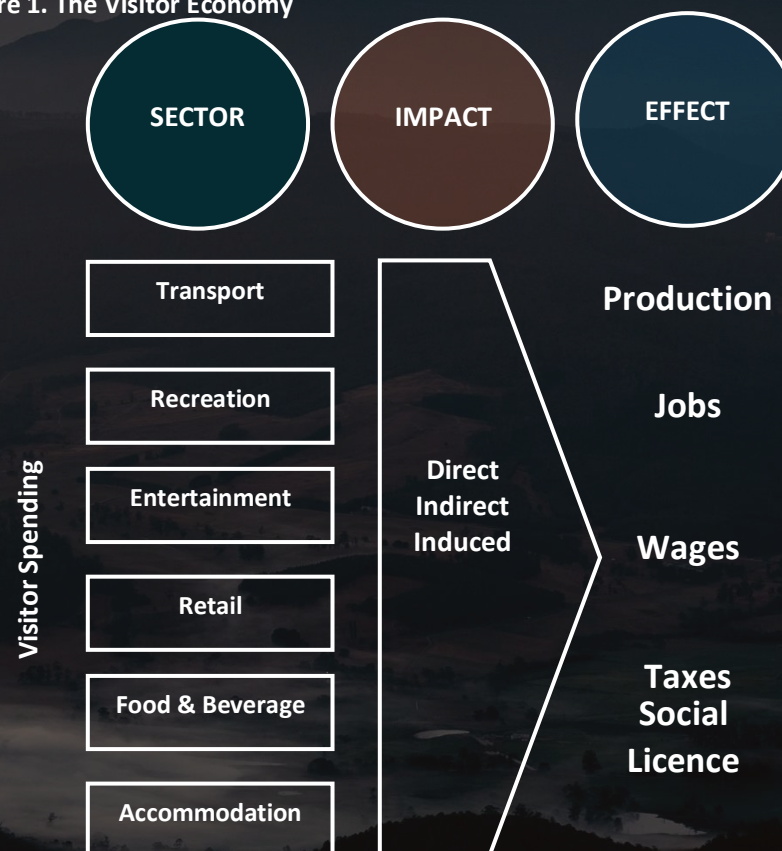 re 1. The Visitor Economy
SECTOR
IMPACT
EFFECT
Visitor Spending
Transport
Recreation
Entertainment
Retail
Food & Beverage
Accommodation
Direct
Indirect
Induced
Production
Jobs
Wages
Taxes
Social
Licence